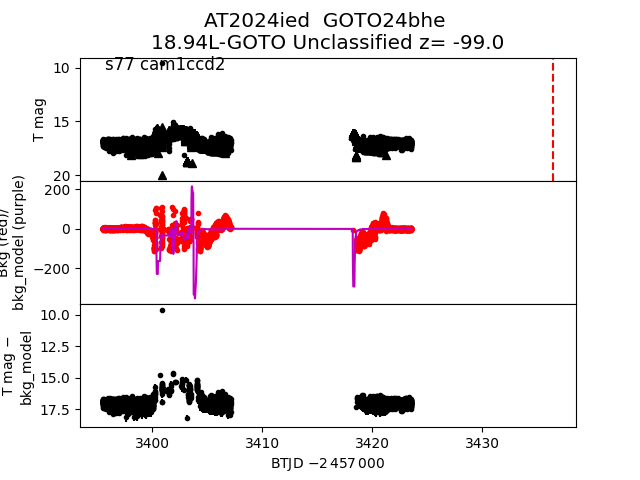 AT2024ied  GOTO24bhe
18.94L-GOTO Unclassified z= -99.0
s77 cam1ccd2
10
15
20
T mag
200
0
−200
Bkg (red)/
bkg_model (purple)
10.0
12.5
15.0
17.5
T mag −
bkg_model
3400
3410
3420
3430
BTJD −2 457 000